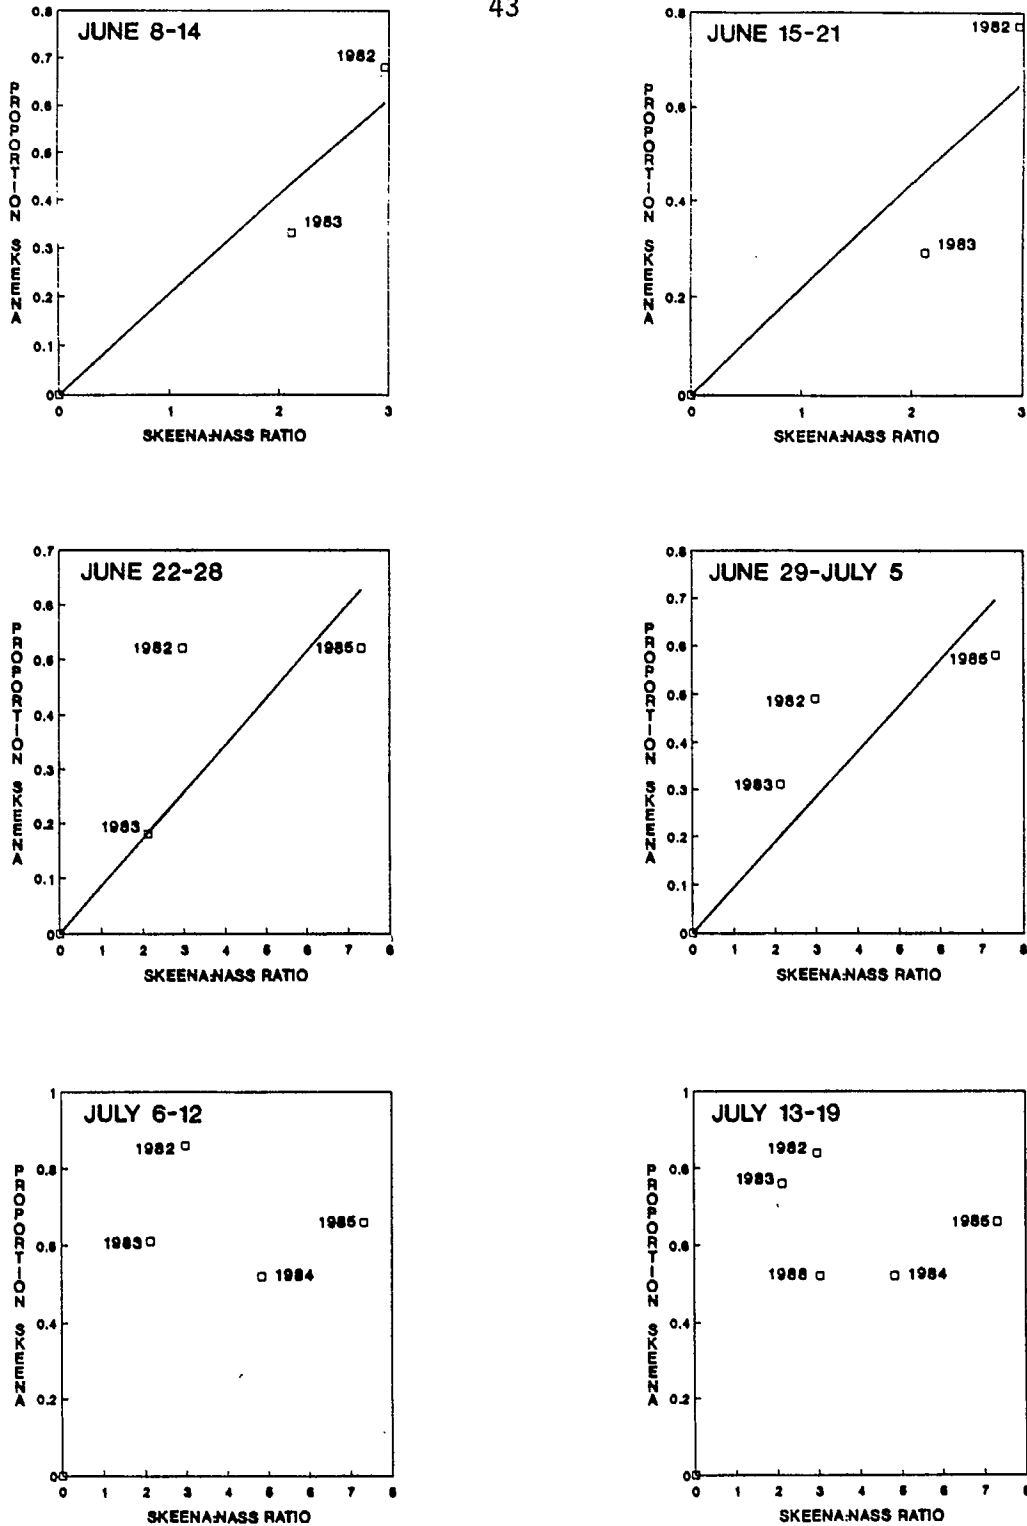 43
JUNE 8-14
0.8
0.7
0.6
0.5
0.4
0.3
0.2
0.1
0
PROPORTION SKEENA
1982
1983
0 1 2 3
SKEENA:NASS RATIO
JUNE 15-21
0.8
0.6
0.4
0.2
0
PROPORTION SKEENA
1982
1983
0 1 2 3
SKEENA:NASS RATIO
JUNE 22-28
0.7
0.6
0.5
0.4
0.3
0.2
0.1
0
PROPORTION SKEENA
1982
1985
1983
0 1 2 3 4 5 6 7 8
SKEENA:NASS RATIO
JUNE 29-JULY 5
0.8
0.7
0.6
0.5
0.4
0.3
0.2
0.1
0
PROPORTION SKEENA
1985
1982
1983
0 1 2 3 4 5 6 7 8
SKEENA:NASS RATIO
JULY 6-12
1
0.8
0.6
0.4
0.2
0
PROPORTION SKEENA
1982
1985
1983
1984
0 1 2 3 4 5 6 7 8
SKEENA:NASS RATIO
JULY 13-19
1
0.8
0.6
0.4
0.2
0
PROPORTION SKEENA
1982
1983
1985
1984
0 1 2 3 4 5 6 7 8
SKEENA:NASS RATIO